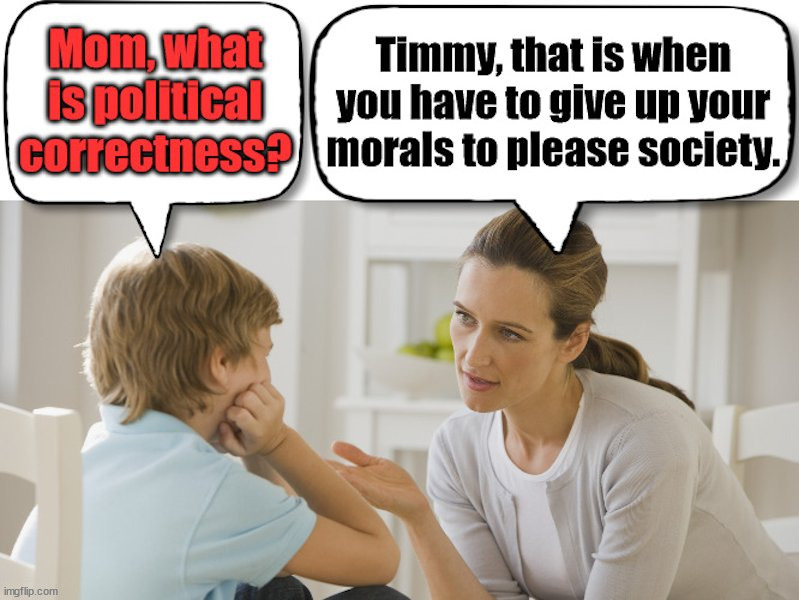 Mom, what
is political
correctness?
Timmy, that is when
you have to give up your
morals to please society.
imgflip.com